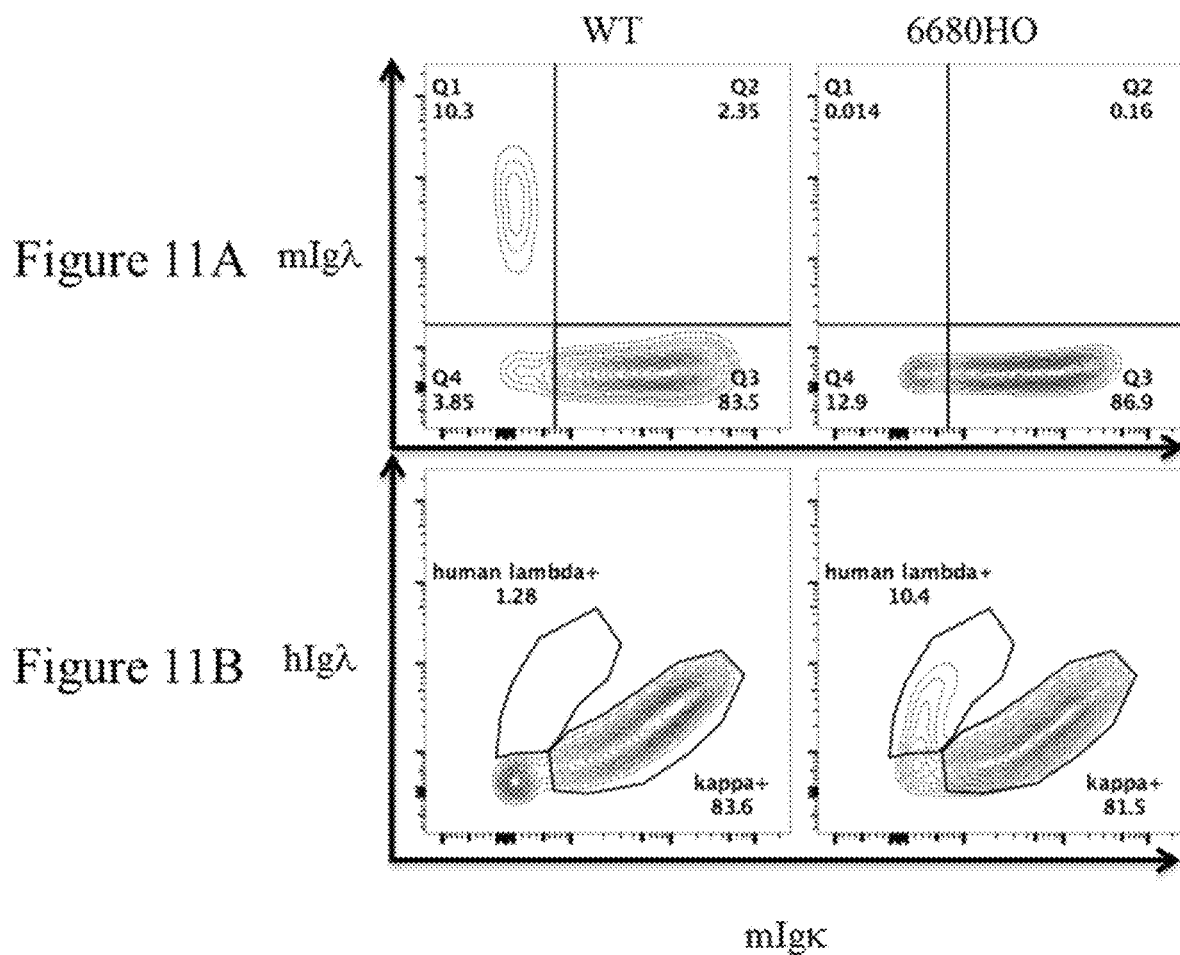 WT 6680HO
Q1 Q2 Q1 Q2
10.3 2.35 0.014 0.16
Figure 11A mIgλ
Q4 Q3 Q4 Q3
3.85 83.5 12.9 86.9
human lambda+ human lambda+
1.28 10.4
Figure 11B hIgλ
kappa+ kappa+
83.6 81.5
mIgκ